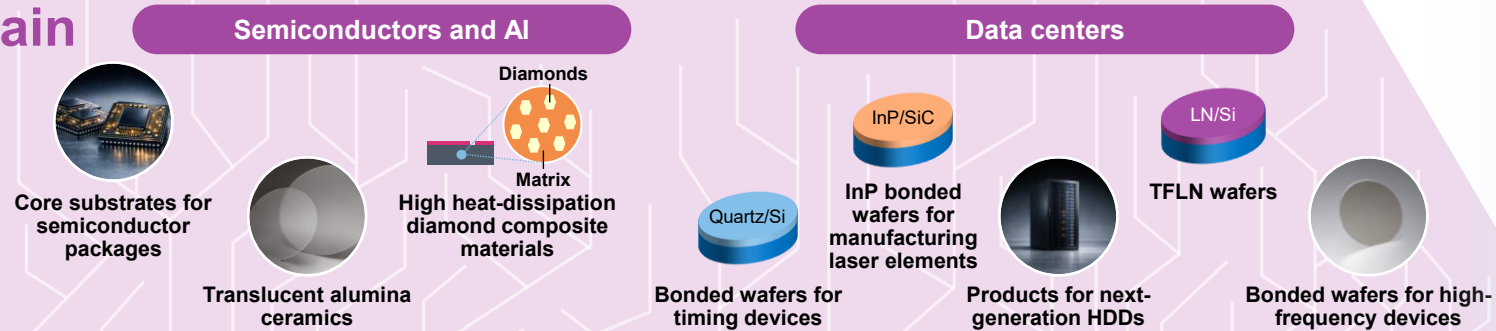 ain
Semiconductors and AI
Data centers
Core substrates for
semiconductor
packages
Translucent alumina
ceramics
Diamonds
Matrix
High heat-dissipation
diamond composite
materials
Quartz/Si
Bonded wafers for
timing devices
InP/SiC
InP bonded
wafers for
manufacturing
laser elements
Products for next-
generation HDDs
LN/Si
TFLN wafers
Bonded wafers for high-
frequency devices